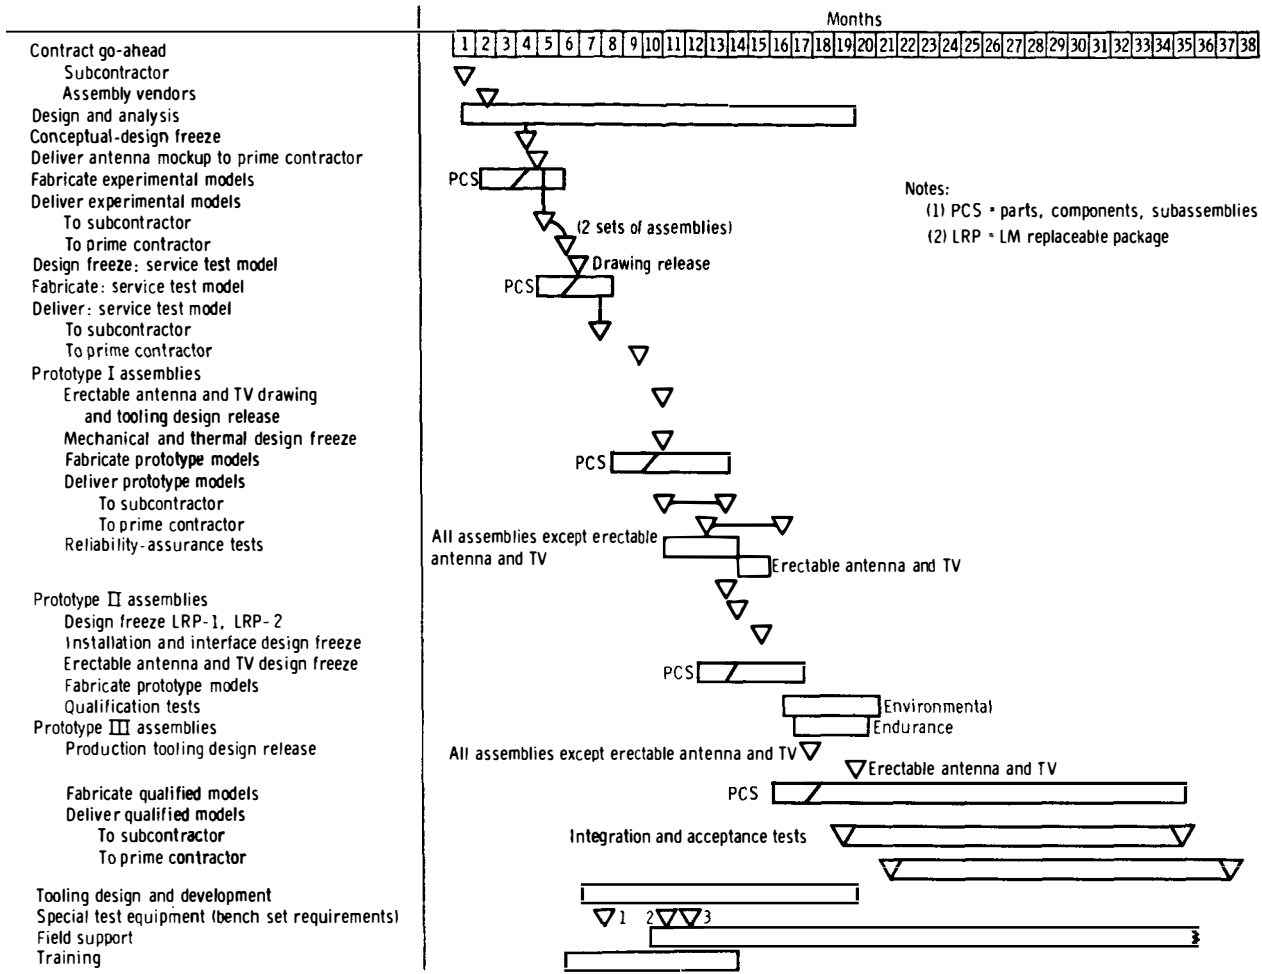 Months
1 2 3 4 5 6 7 8 9 10 11 12 13 14 15 16 17 18 19 20 21 22 23 24 25 26 27 28 29 30 31 32 33 34 35 36 37 38
Contract go-ahead
Subcontractor
Assembly vendors
Design and analysis
Conceptual-design freeze
Deliver antenna mockup to prime contractor
Fabricate experimental models
PCS
Deliver experimental models
To subcontractor
(2 sets of assemblies)
To prime contractor
Notes:
(1) PCS = parts, components, subassemblies
(2) LRP = LM replaceable package
Design freeze: service test model
Drawing release
Fabricate: service test model
PCS
Deliver: service test model
To subcontractor
To prime contractor
Prototype I assemblies
Erectable antenna and TV drawing
and tooling design release
Mechanical and thermal design freeze
Fabricate prototype models
PCS
Deliver prototype models
To subcontractor
To prime contractor
Reliability-assurance tests
All assemblies except erectable
antenna and TV
Erectable antenna and TV
Prototype II assemblies
Design freeze LRP-1, LRP-2
Installation and interface design freeze
Erectable antenna and TV design freeze
Fabricate prototype models
PCS
Qualification tests
Environmental
Endurance
Prototype III assemblies
Production tooling design release
All assemblies except erectable antenna and TV
Erectable antenna and TV
Fabricate qualified models
PCS
Deliver qualified models
To subcontractor
Integration and acceptance tests
To prime contractor
Tooling design and development
Special test equipment (bench set requirements)
1 2 3
Field support
Training